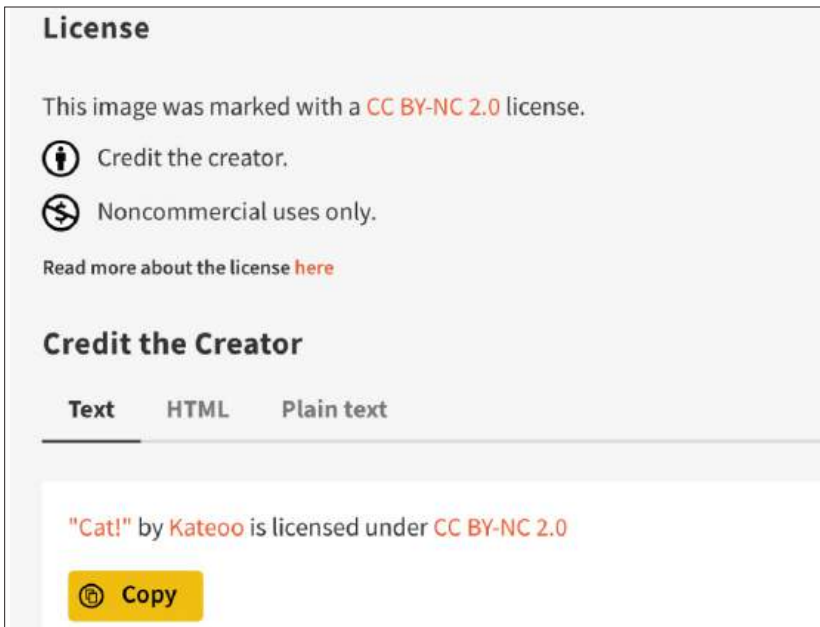 License
This image was marked with a CC BY-NC 2.0 license.
Credit the creator.
Noncommercial uses only.
Read more about the license here
Credit the Creator
Text HTML Plain text
"Cat!" by Kateoo is licensed under CC BY-NC 2.0
Copy